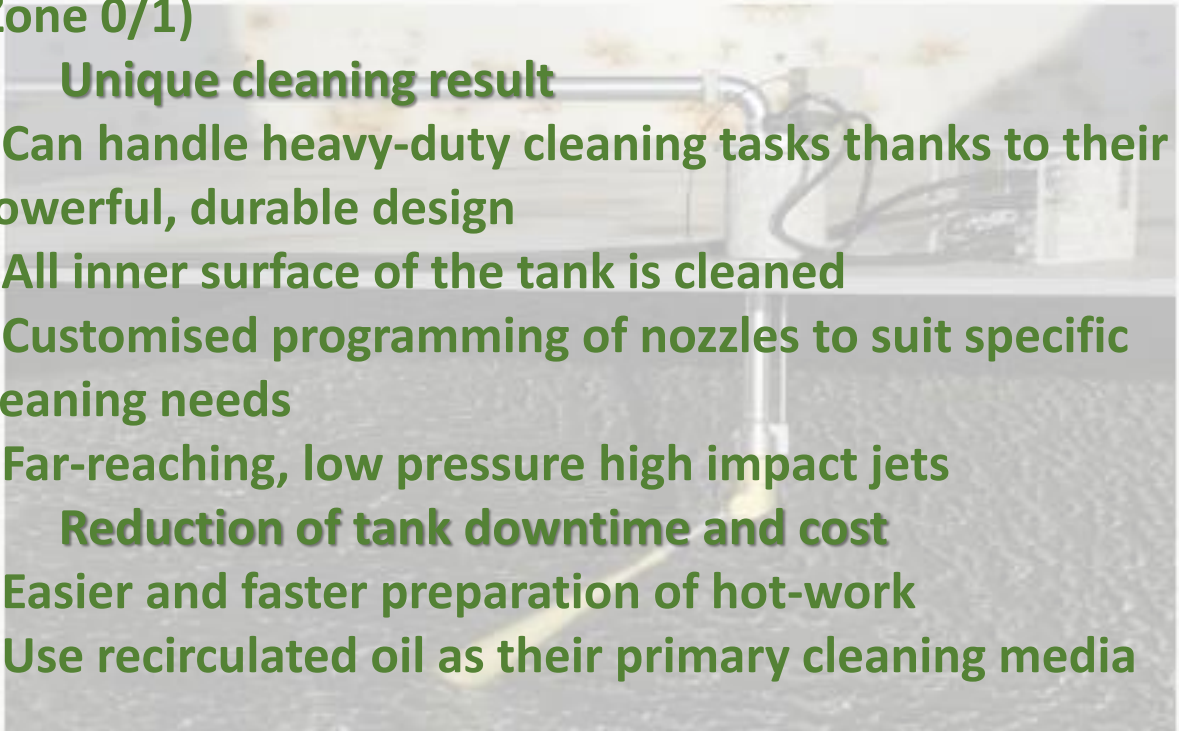 Zone 0/1)
Unique cleaning result
Can handle heavy-duty cleaning tasks thanks to their
owerful, durable design
All inner surface of the tank is cleaned
Customised programming of nozzles to suit specific
eaning needs
Far-reaching, low pressure high impact jets
Reduction of tank downtime and cost
Easier and faster preparation of hot-work
Use recirculated oil as their primary cleaning media